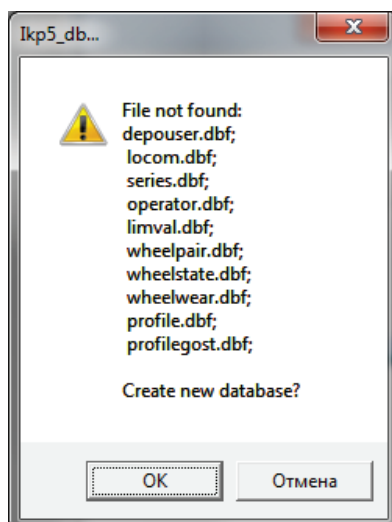 Ikp5_db...
File not found:
depouser.dbf;
locom.dbf;
series.dbf;
operator.dbf;
limval.dbf;
wheelpair.dbf;
wheelstate.dbf;
wheelwear.dbf;
profile.dbf;
profilegost.dbf;
Create new database?
OK
Отмена